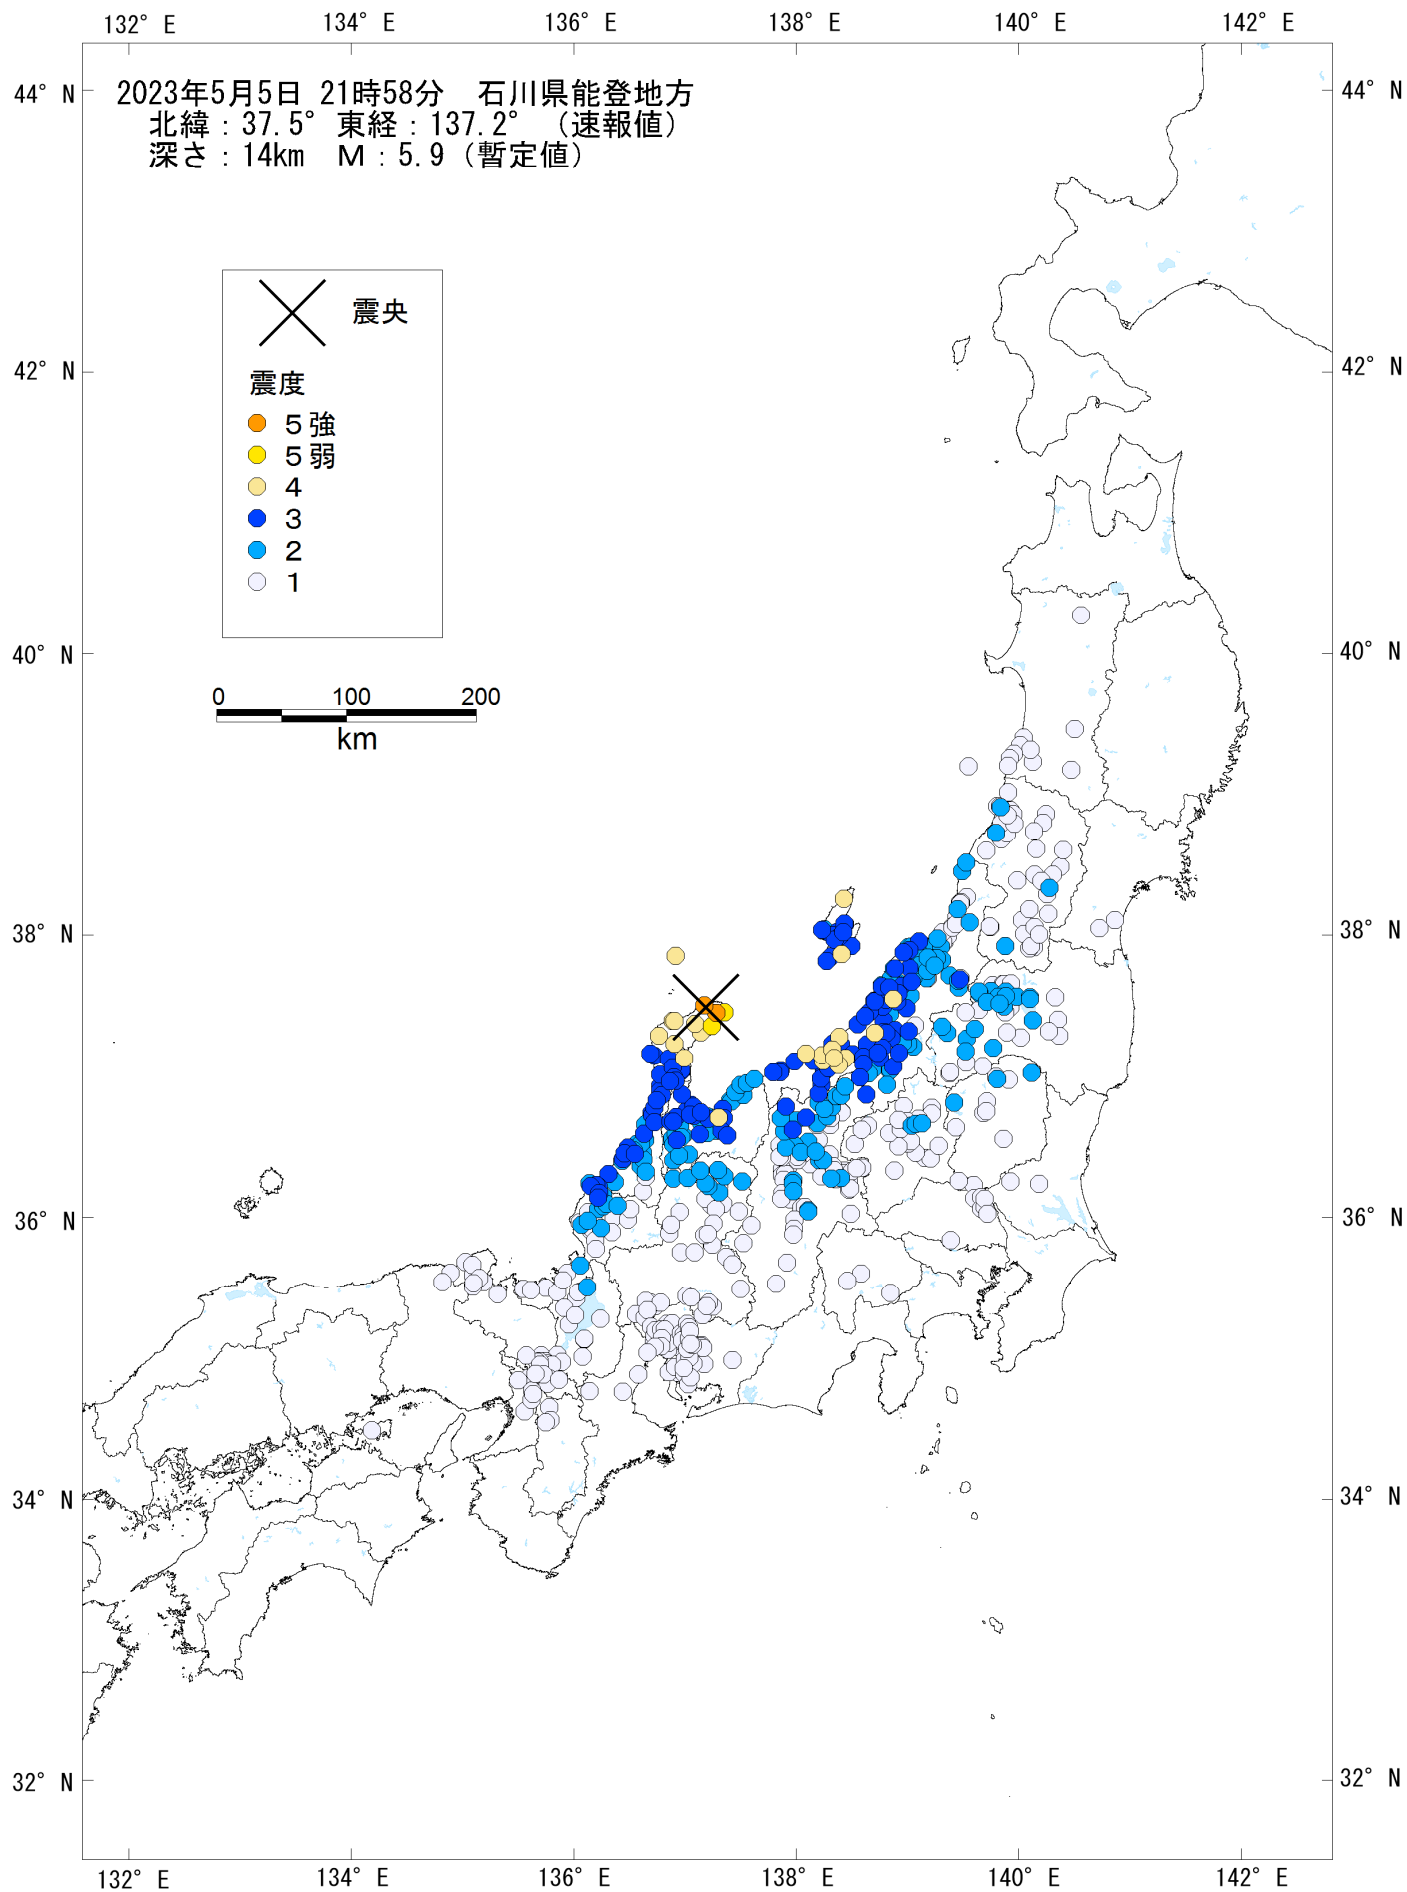 132° E 134° E 136° E 138° E 140° E 142° E
44° N 44° N
2023年5月5日 21時58分 石川県能登地方
北緯：37.5° 東経：137.2° （速報値）
深さ：14km M：5.9（暫定値）
震央
42° N 42° N
震度
５強
５弱
４
３
２
１
40° N 40° N
0 100 200
km
38° N 38° N
36° N 36° N
34° N 34° N
32° N 32° N
132° E 134° E 136° E 138° E 140° E 142° E